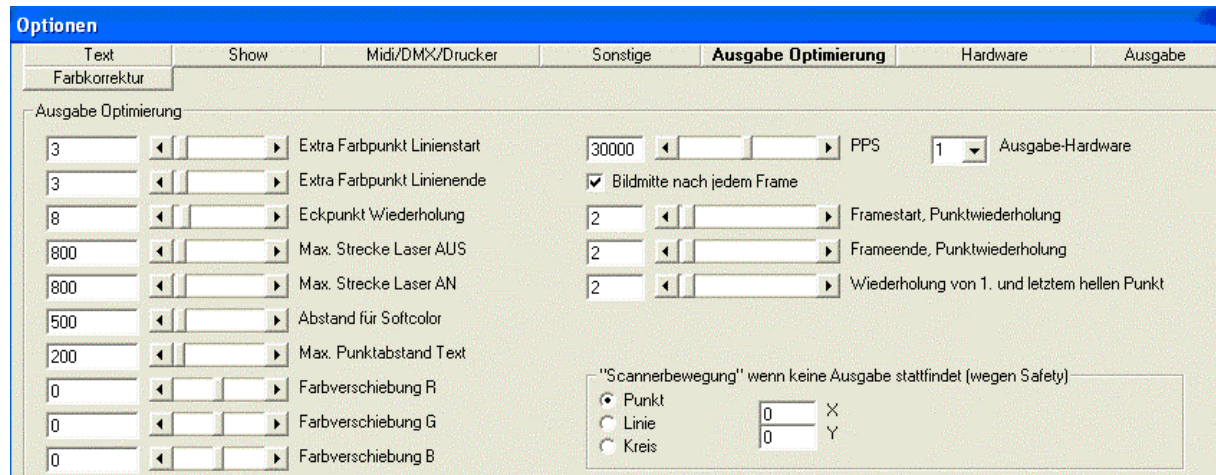 Optionen
Text Show Midi/DMX/Drucker Sonstige Ausgabe Optimierung Hardware Ausgabe
Farbkorrektur
Ausgabe Optimierung
3 Extra Farbpunkt Linienstart
3 Extra Farbpunkt Linienende
8 Eckpunkt Wiederholung
800 Max. Strecke Laser AUS
800 Max. Strecke Laser AN
500 Abstand für Softcolor
200 Max. Punktabstand Text
0 Farbverschiebung R
0 Farbverschiebung G
0 Farbverschiebung B
30000 PPS 1 Ausgabe-Hardware
Bildmitte nach jedem Frame
2 Framestart, Punktwiederholung
2 Frameende, Punktwiederholung
2 Wiederholung von 1. und letztem hellen Punkt
"Scannerbewegung" wenn keine Ausgabe stattfindet (wegen Safety)
Punkt
Linie
Kreis
0 X
0 Y